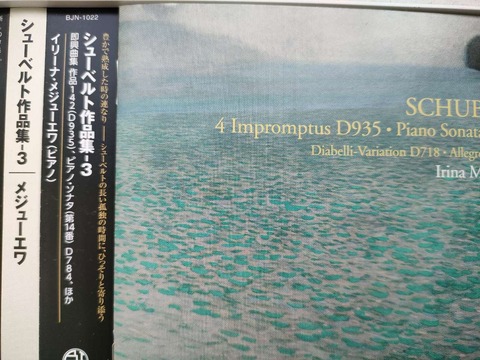 BJN-1022
豊かで熟成した時の連なり――シューベルトの長い孤独の時間に、ひっそりと寄り添う
シューベルト作品集-3
イリーナ・メジューエワ(ピアノ)
即興曲集 作品142(D935)、ピアノ・ソナタ(第14番) D784、ほか
シューベルト作品集-3 メジューエワ
SCHUB
4 Impromptus D935・Piano Sonata
Diabelli-Variation D718・Allegr
Irina M